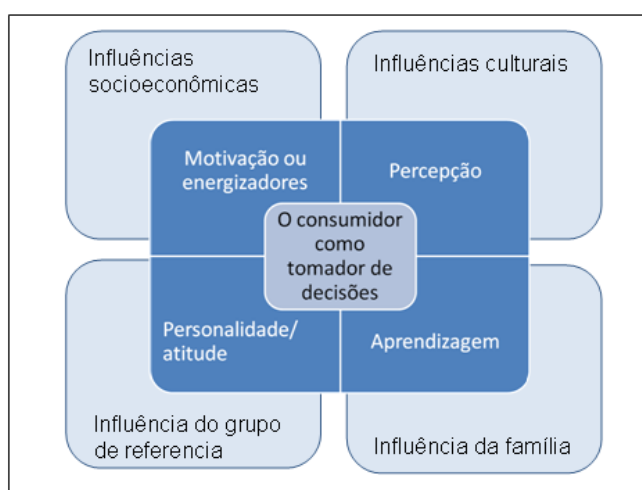 Influências
socioeconômicas
Influências culturais
Motivação ou
energizadores
Percepção
O consumidor
como
tomador de
decisões
Personalidade/
atitude
Aprendizagem
Influência do grupo
de referencia
Influência da família